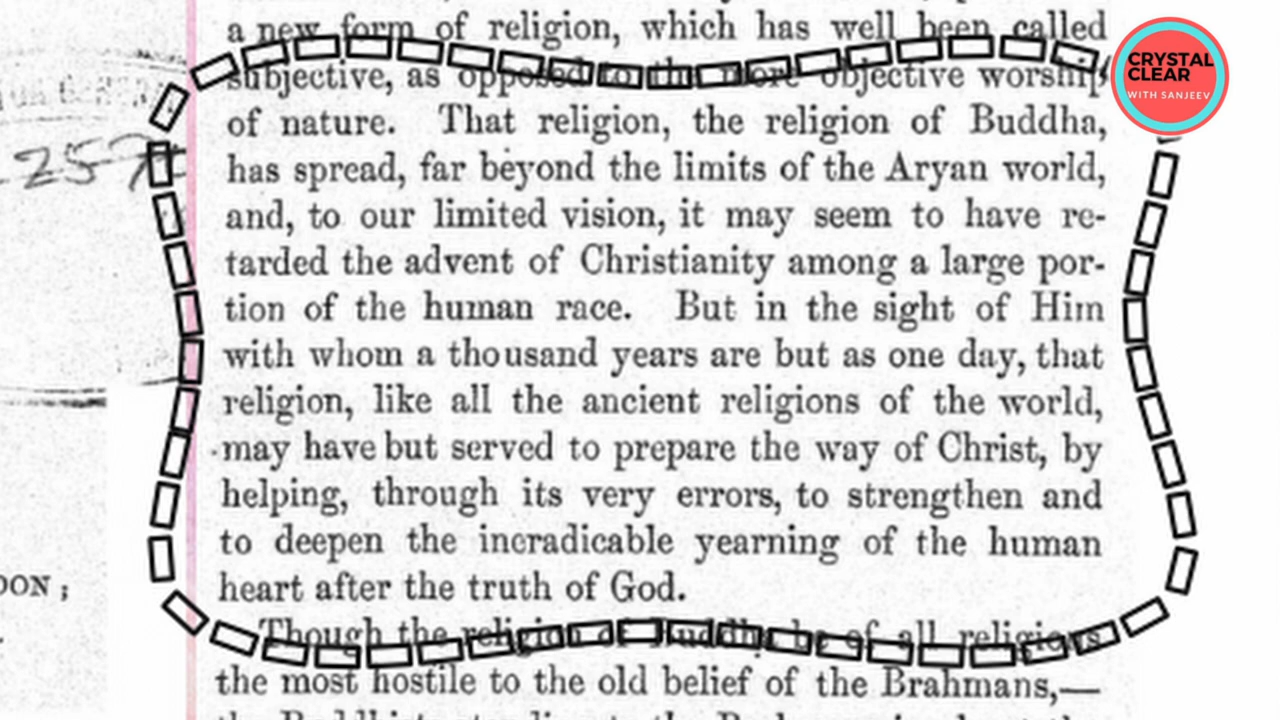 a new form of religion, which has well been called
subjective, as opposed to the more objective worship
of nature. That religion, the religion of Buddha,
has spread, far beyond the limits of the Aryan world,
and, to our limited vision, it may seem to have re-
tarded the advent of Christianity among a large por-
tion of the human race. But in the sight of Him
with whom a thousand years are but as one day, that
religion, like all the ancient religions of the world,
may have but served to prepare the way of Christ, by
helping, through its very errors, to strengthen and
to deepen the ineradicable yearning of the human
heart after the truth of God.
Though the religion of Buddha be of all religions
the most hostile to the old belief of the Brahmans,—
CRYSTAL
CLEAR
WITH SANJEEV
257
OON ;